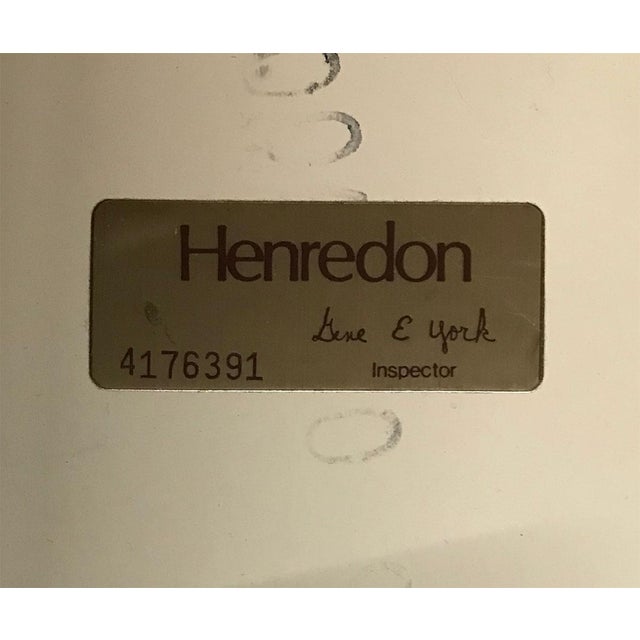 Henredon
Gene E York
4176391 Inspector